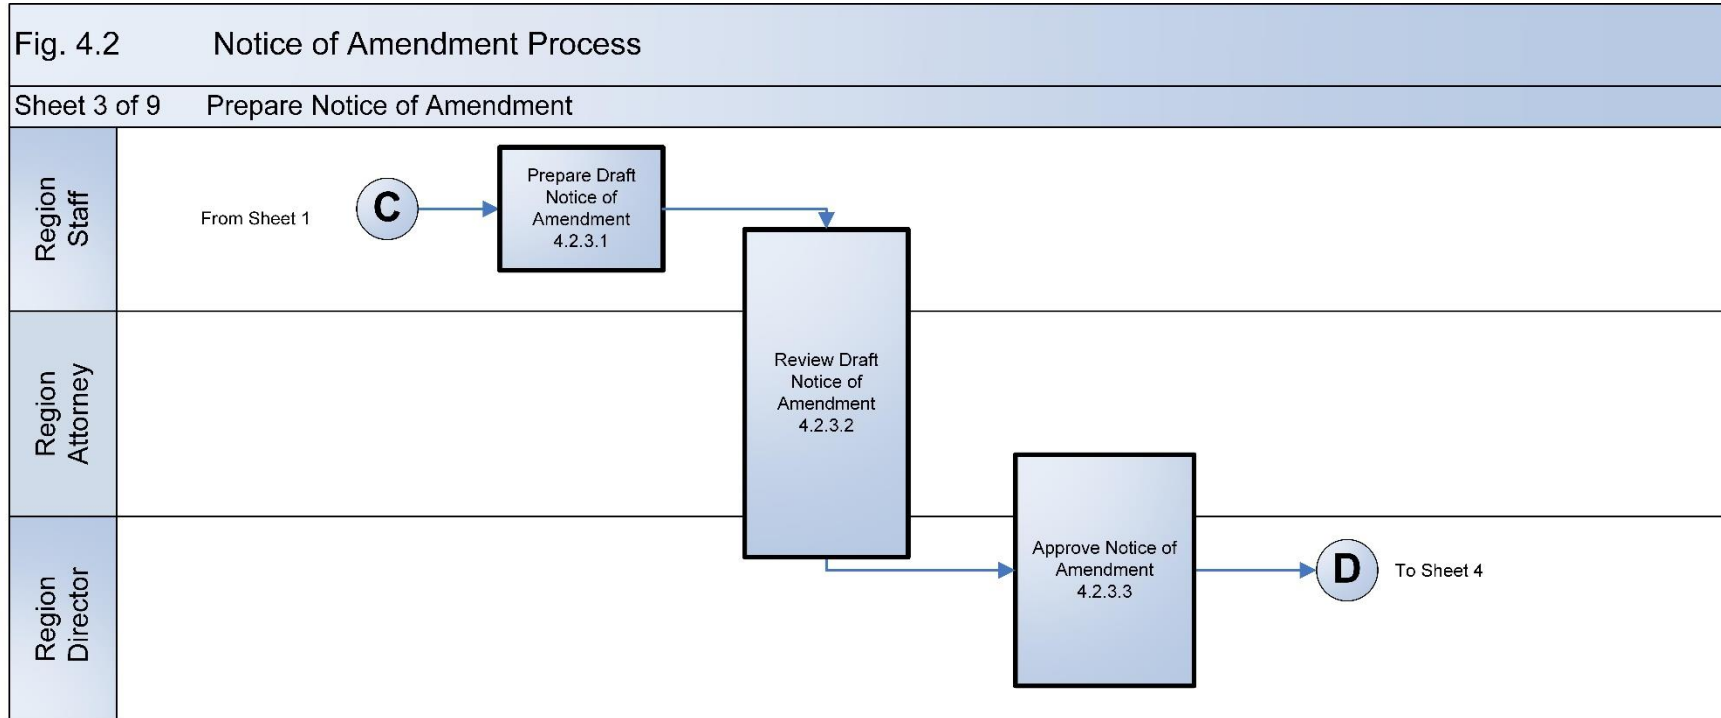 Fig. 4.2 Notice of Amendment Process
Sheet 3 of 9 Prepare Notice of Amendment
Region
Staff
From Sheet 1
C
Prepare Draft
Notice of
Amendment
4.2.3.1
Region
Attorney
Review Draft
Notice of
Amendment
4.2.3.2
Region
Director
Approve Notice of
Amendment
4.2.3.3
D
To Sheet 4